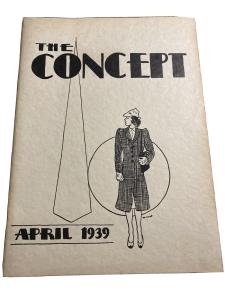 THE
CONCEPT
APRIL 1939